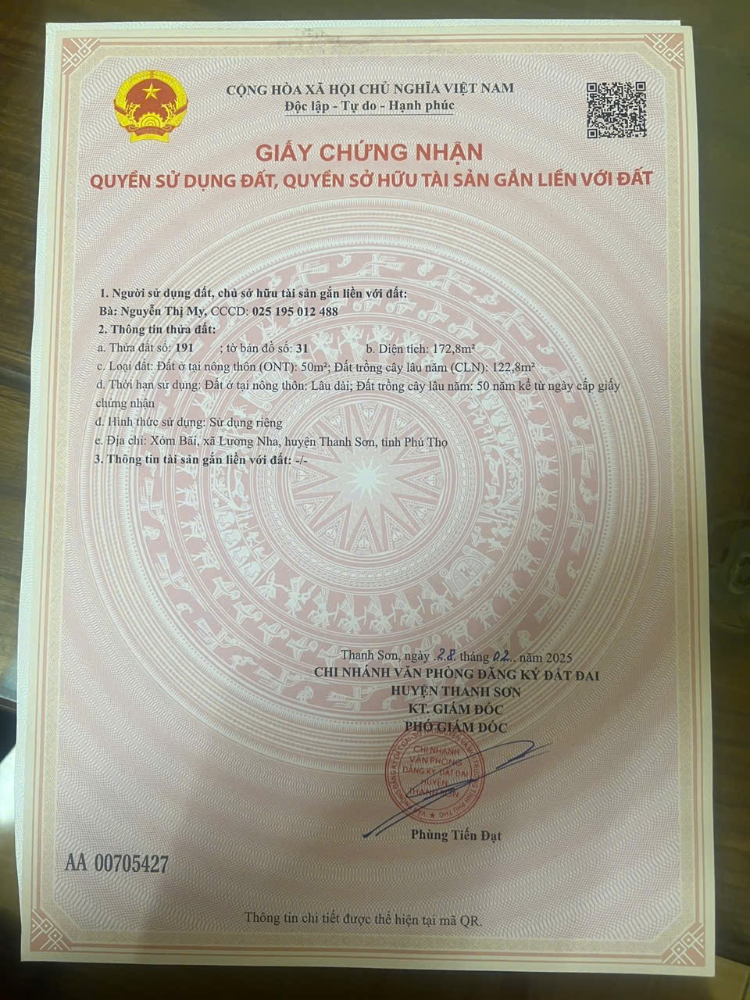 CỘNG HÒA XÃ HỘI CHỦ NGHĨA VIỆT NAM
Độc lập - Tự do - Hạnh phúc
GIẤY CHỨNG NHẬN
QUYỀN SỬ DỤNG ĐẤT, QUYỀN SỞ HỮU TÀI SẢN GẮN LIỀN VỚI ĐẤT
1. Người sử dụng đất, chủ sở hữu tài sản gắn liền với đất:
Bà: Nguyễn Thị My, CCCD: 025 195 012 488
2. Thông tin thửa đất:
a. Thửa đất số: 191 ; tờ bản đồ số: 31 b. Diện tích: 172,8m²
c. Loại đất: Đất ở tại nông thôn (ONT): 50m²; Đất trồng cây lâu năm (CLN): 122,8m²
d. Thời hạn sử dụng: Đất ở tại nông thôn: Lâu dài; Đất trồng cây lâu năm: 50 năm kể từ ngày cấp giấy
chứng nhận
đ. Hình thức sử dụng: Sử dụng riêng
e. Địa chỉ: Xóm Bãi, xã Lương Nha, huyện Thanh Sơn, tỉnh Phú Thọ
3. Thông tin tài sản gắn liền với đất: -/-
Thanh Sơn, ngày 28 tháng 02 năm 2025
CHI NHÁNH VĂN PHÒNG ĐĂNG KÝ ĐẤT ĐAI
HUYỆN THANH SƠN
KT. GIÁM ĐỐC
PHÓ GIÁM ĐỐC
CHI NHÁNH
VĂN PHÒNG
ĐĂNG KÝ ĐẤT ĐAI
HUYỆN
THANH SƠN
Phùng Tiến Đạt
AA 00705427
Thông tin chi tiết được thể hiện tại mã QR.